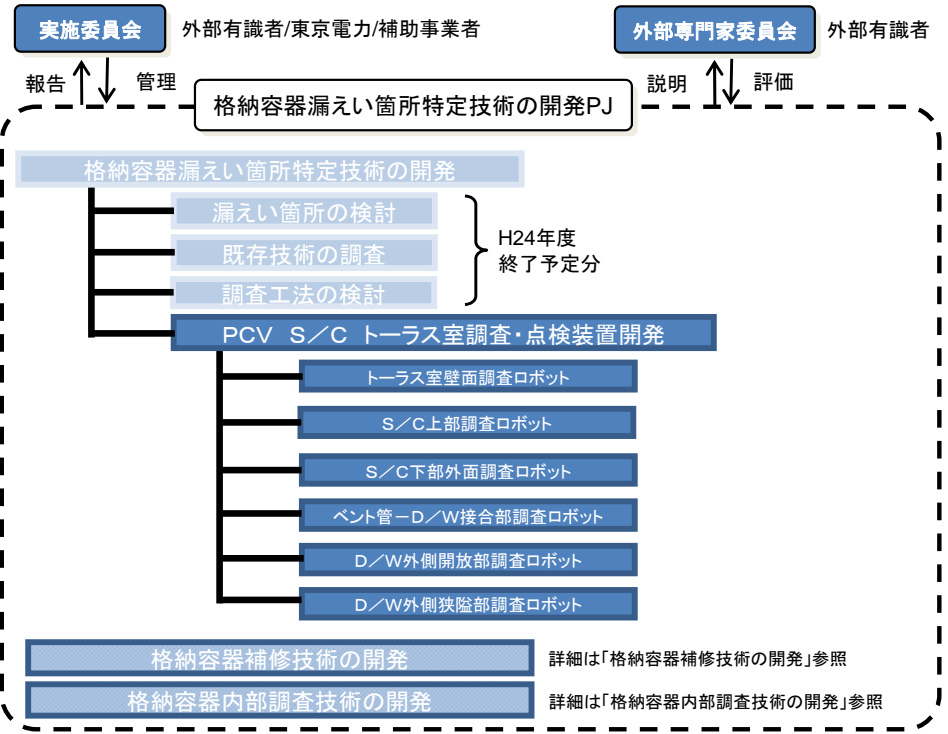 実施委員会 外部有識者/東京電力/補助事業者
外部専門家委員会 外部有識者
報告 管理
説明 評価
格納容器漏えい箇所特定技術の開発PJ
格納容器漏えい箇所特定技術の開発
漏えい箇所の検討
既存技術の調査
調査工法の検討
H24年度
終了予定分
PCV S/C トーラス室調査・点検装置開発
トーラス室壁面調査ロボット
S/C上部調査ロボット
S/C下部外面調査ロボット
ベント管-D/W接合部調査ロボット
D/W外側開放部調査ロボット
D/W外側狭隘部調査ロボット
格納容器補修技術の開発 詳細は「格納容器補修技術の開発」参照
格納容器内部調査技術の開発 詳細は「格納容器内部調査技術の開発」参照